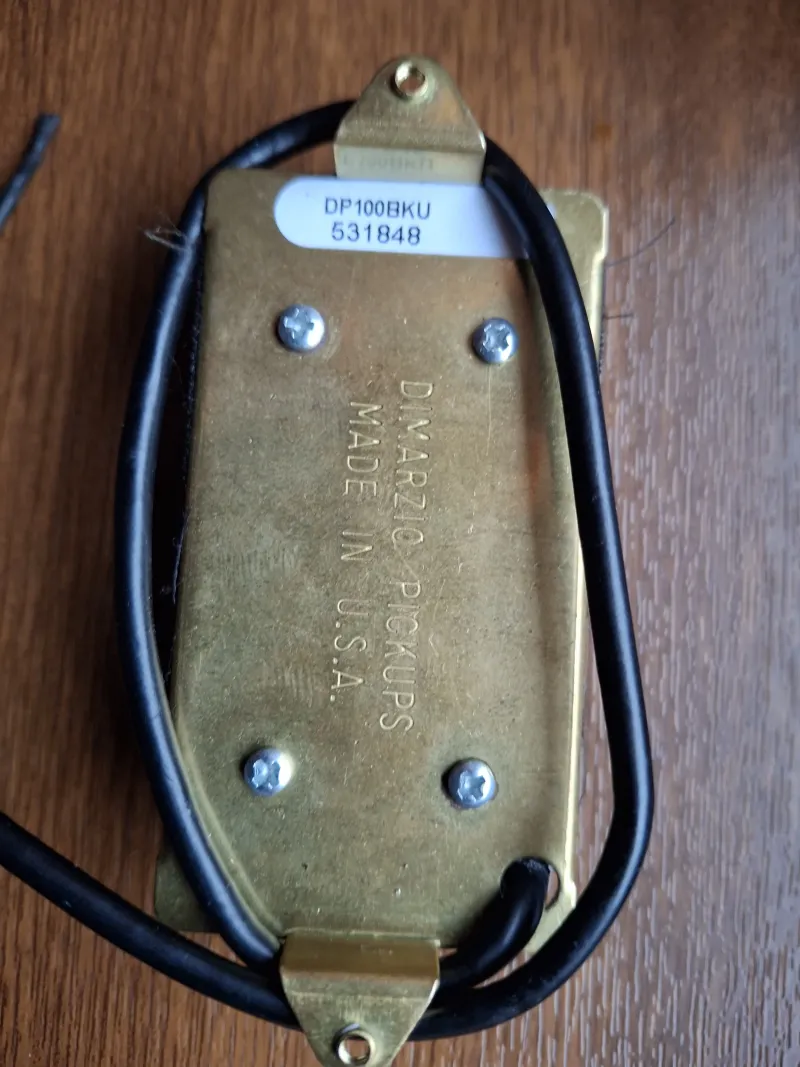 DP100BKU
531848
DIMARZIO PICKUPS
MADE IN U.S.A.